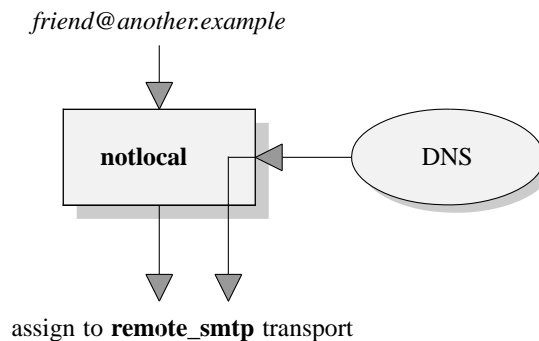 friend@another.example
notlocal
DNS
assign to remote_smtp transport